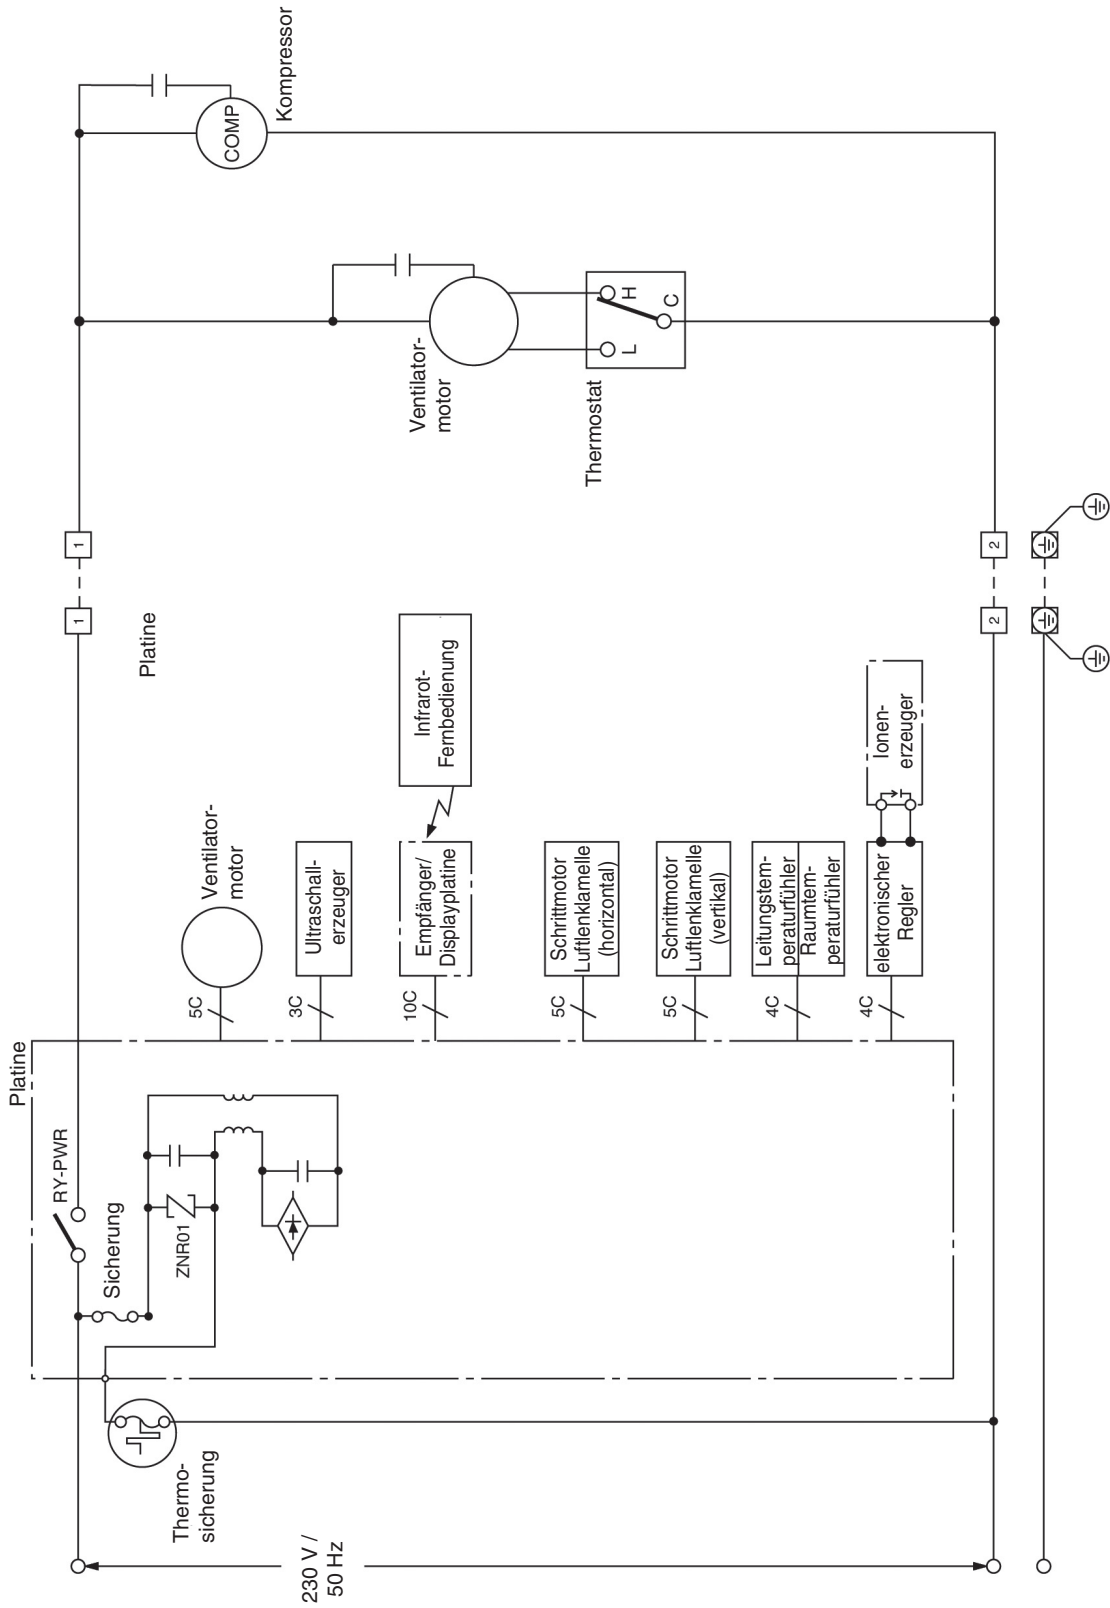 230 V /
50 Hz
Thermo-
sicherung
Platine
RY-PWR
Sicherung
ZNR01
5C
Ventilator-
motor
3C
Ultraschall-
erzeuger
10C
Empfänger/
Displayplatine
Infrarot-
Fernbedienung
5C
Schrittmotor
Luftlenklamelle
(horizontal)
5C
Schrittmotor
Luftlenklamelle
(vertikal)
4C
Leitungstem-
peraturfühler
Raumtem-
peraturfühler
4C
elektronischer
Regler
Ionen-
erzeuger
Platine
1
1
2
2
Ventilator-
motor
Thermostat
L
H
C
COMP
Kompressor